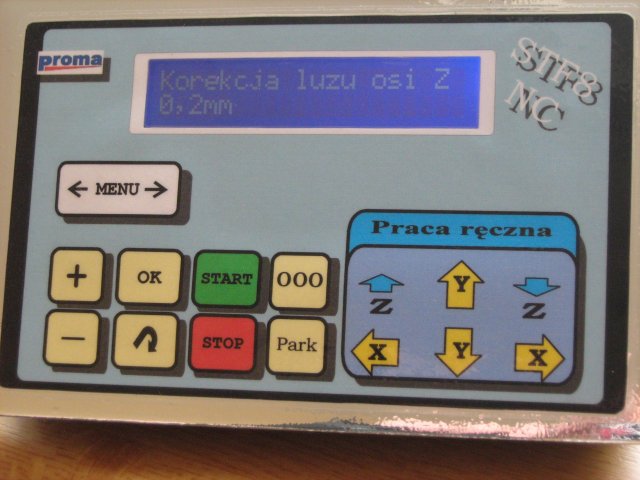 proma
Korekcja luzu osi Z
0,2mm
STF8
NC
← MENU →
Praca ręczna
+ OK START OOO
Z Y Z
− STOP Park
X Y X